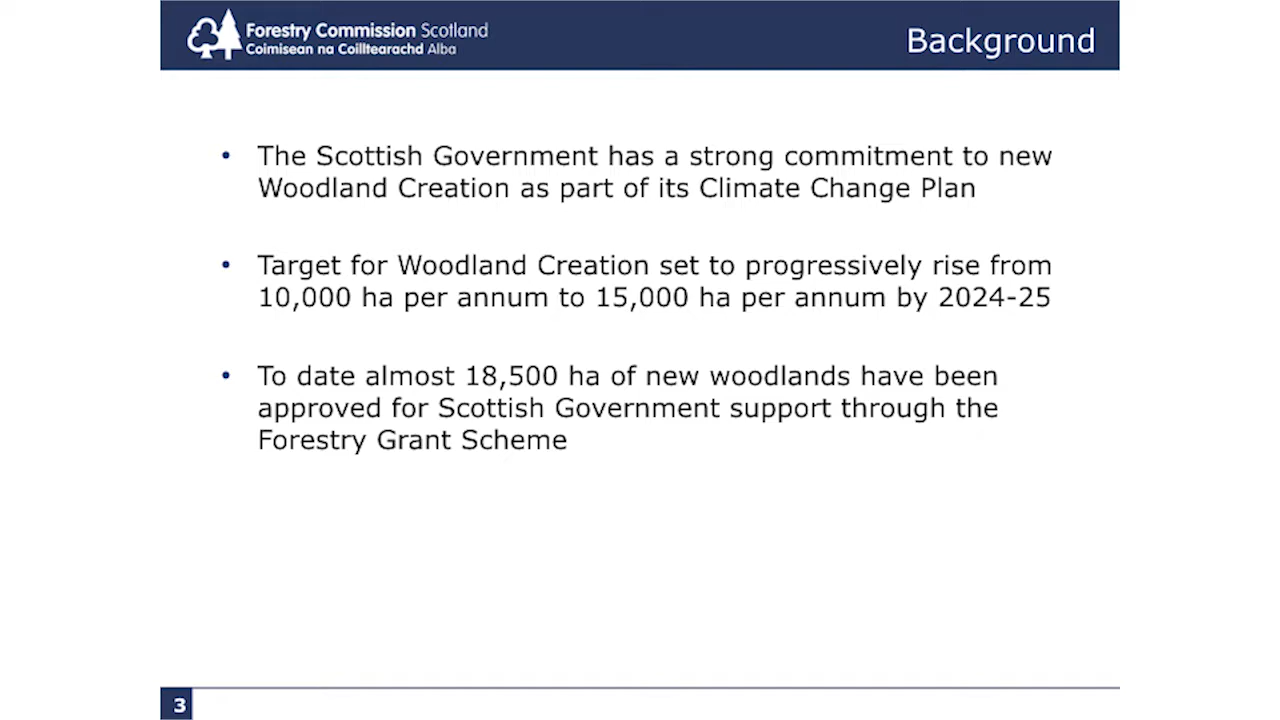 Forestry Commission Scotland
Coimisean na Coilltearachd Alba
Background
• The Scottish Government has a strong commitment to new
Woodland Creation as part of its Climate Change Plan
• Target for Woodland Creation set to progressively rise from
10,000 ha per annum to 15,000 ha per annum by 2024-25
• To date almost 18,500 ha of new woodlands have been
approved for Scottish Government support through the
Forestry Grant Scheme
3